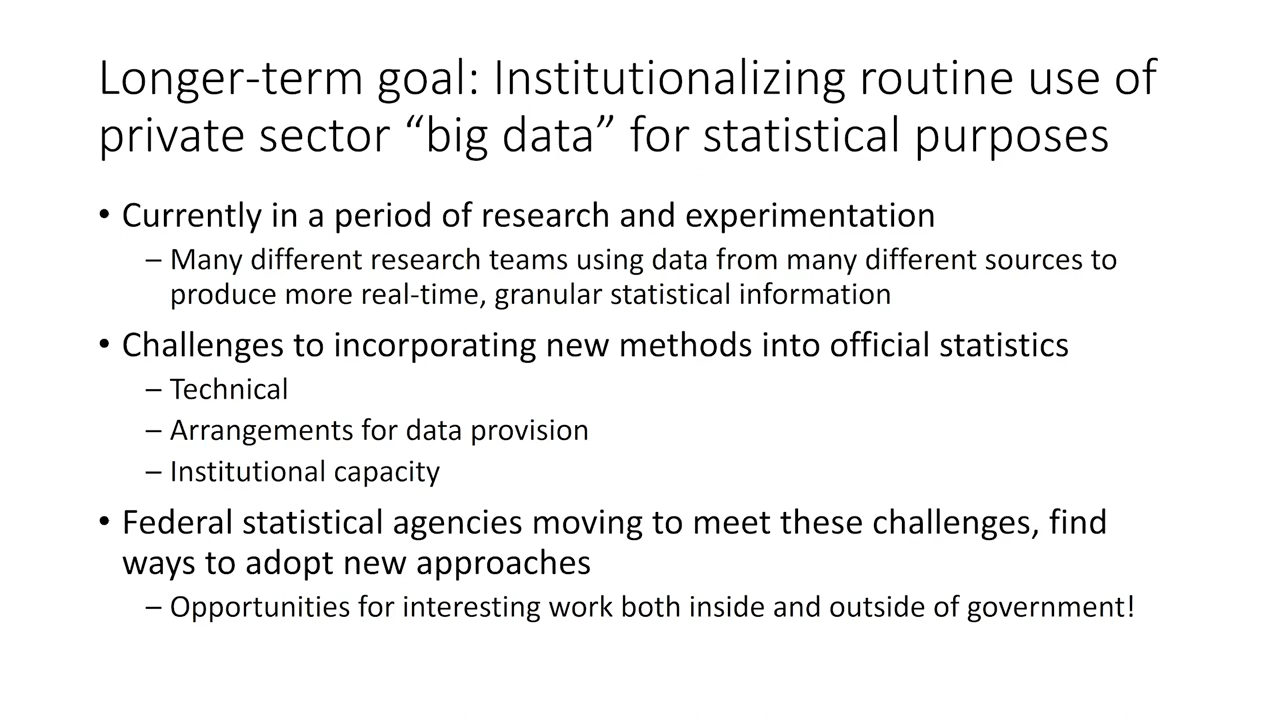 Longer-term goal: Institutionalizing routine use of
private sector “big data” for statistical purposes
• Currently in a period of research and experimentation
– Many different research teams using data from many different sources to
produce more real-time, granular statistical information
• Challenges to incorporating new methods into official statistics
– Technical
– Arrangements for data provision
– Institutional capacity
• Federal statistical agencies moving to meet these challenges, find
ways to adopt new approaches
– Opportunities for interesting work both inside and outside of government!